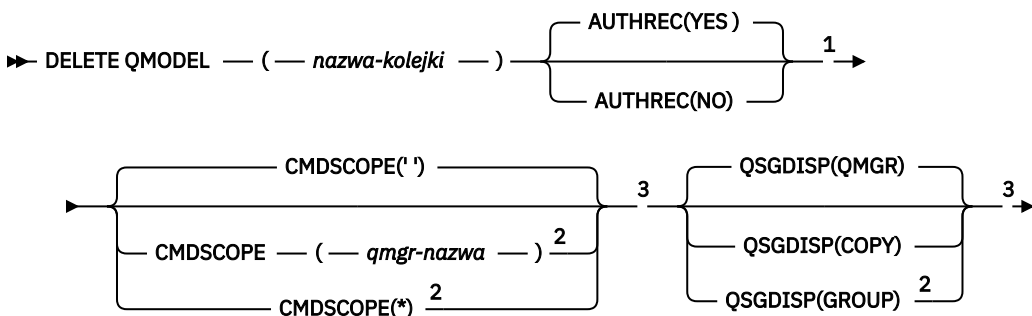 AUTHREC(YES )
DELETE QMODEL ( nazwa-kolejki ) 1
AUTHREC(NO)
CMDSCOPE(' ') 3 QSGDISP(QMGR) 3
CMDSCOPE ( qmgr-nazwa ) 2 QSGDISP(COPY)
CMDSCOPE(*) 2 QSGDISP(GROUP) 2